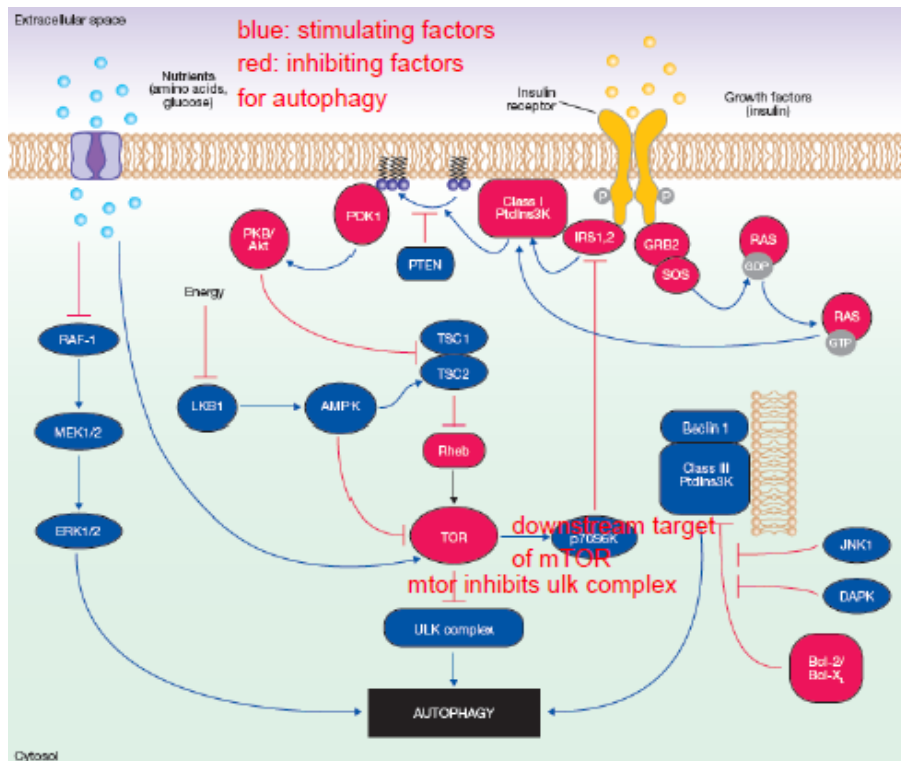 Extracellular space
blue: stimulating factors
red: inhibiting factors
for autophagy
Nutrients
(amino acids,
glucose)
Insulin
receptor
Growth factors
(insulin)
P
P
Class I
PtdIns3K
PDK1
PKB/
Akt
IRS1,2
GRB2
SOS
RAS
GDP
PTEN
Energy
RAS
GTP
RAF-1
TSC1
TSC2
LKB1
AMPK
MEK1/2
Beclin 1
Class III
PtdIns3K
Rheb
ERK1/2
TOR
p70S6K
downstream target
of mTOR
mtor inhibits ulk complex
JNK1
DAPK
ULK complex
Bcl-2/
Bcl-XL
AUTOPHAGY
Cytosol